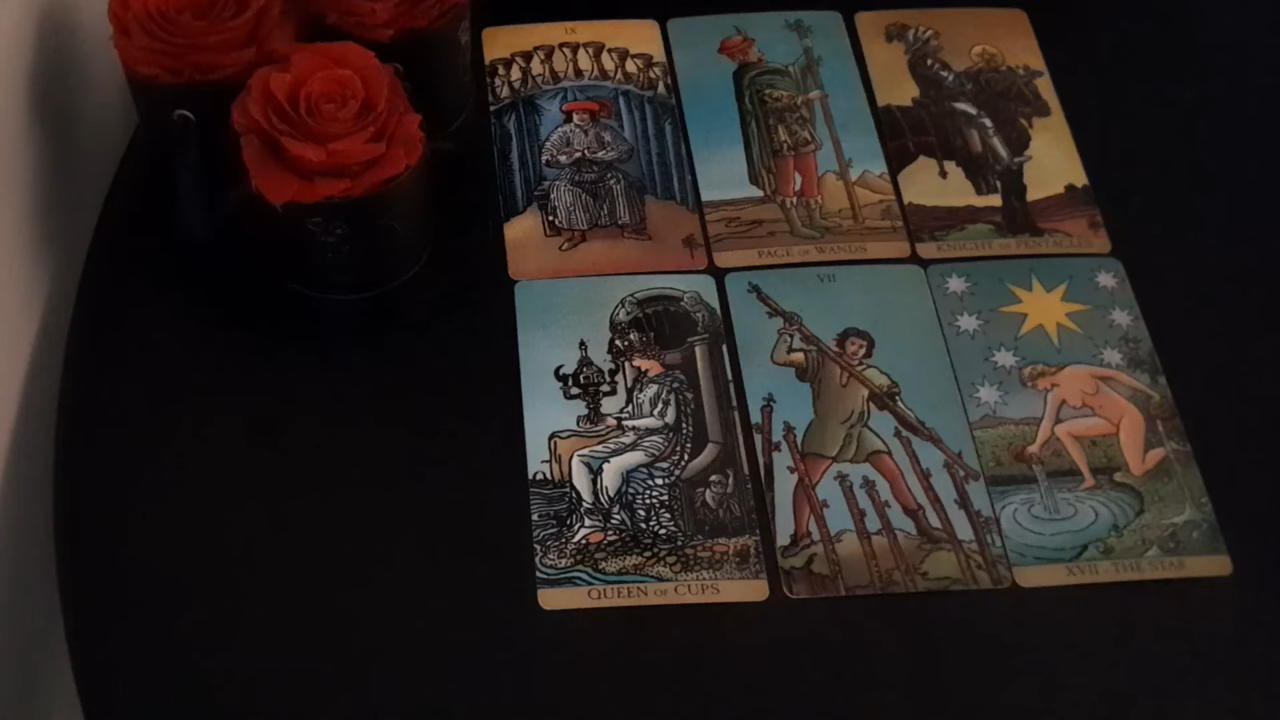 IX
PAGE OF WANDS
KNIGHT OF PENTACLES
QUEEN OF CUPS
VII
XVII - THE STAR